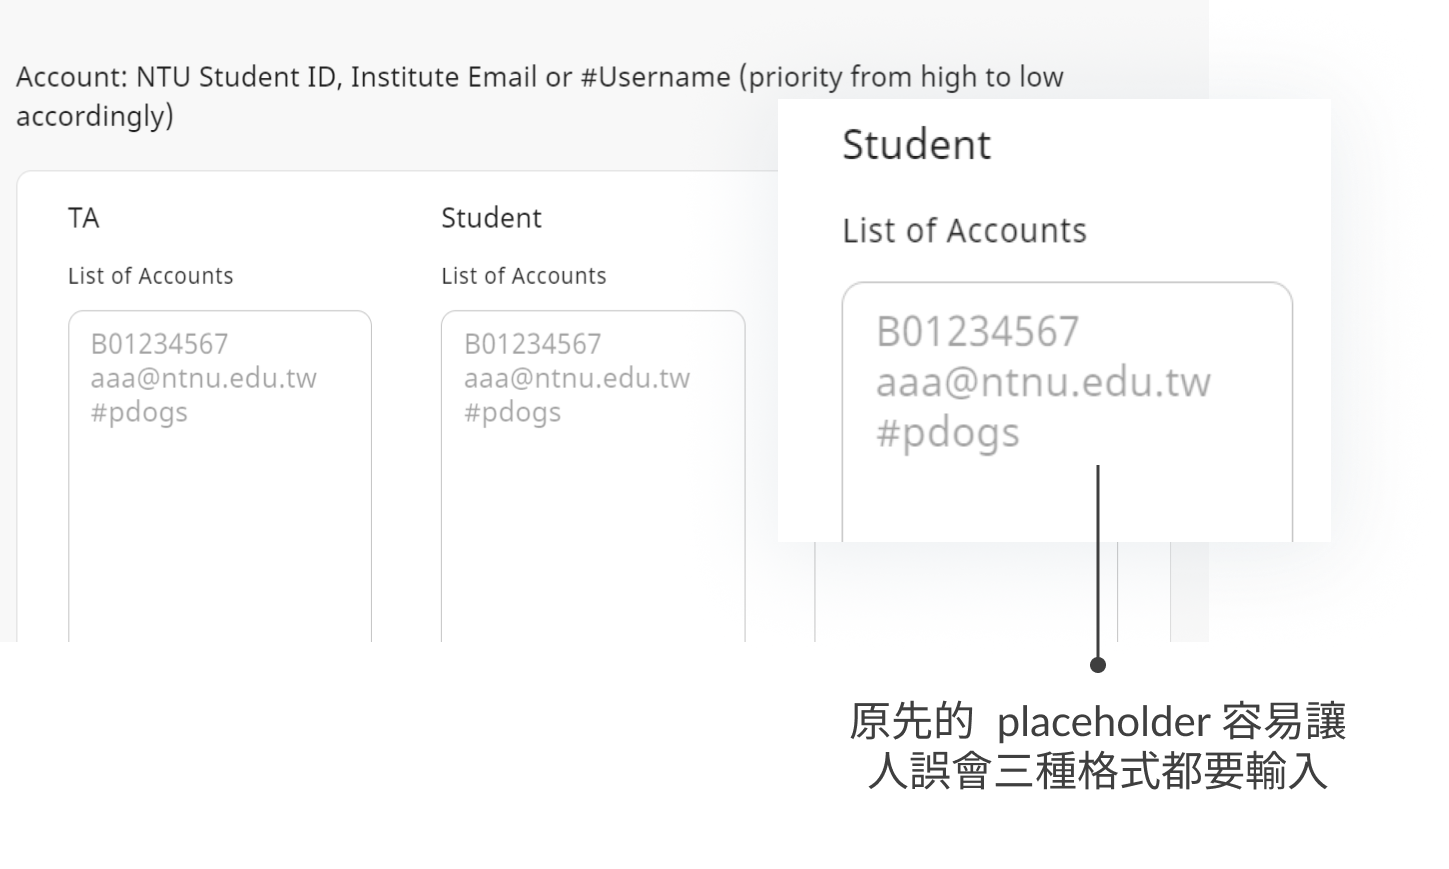 Account: NTU Student ID, Institute Email or #Username (priority from high to low
accordingly)
TA
List of Accounts
B01234567
aaa@ntnu.edu.tw
#pdogs
Student
List of Accounts
B01234567
aaa@ntnu.edu.tw
#pdogs
Student
List of Accounts
B01234567
aaa@ntnu.edu.tw
#pdogs
原先的 placeholder 容易讓
人誤會三種格式都要輸入